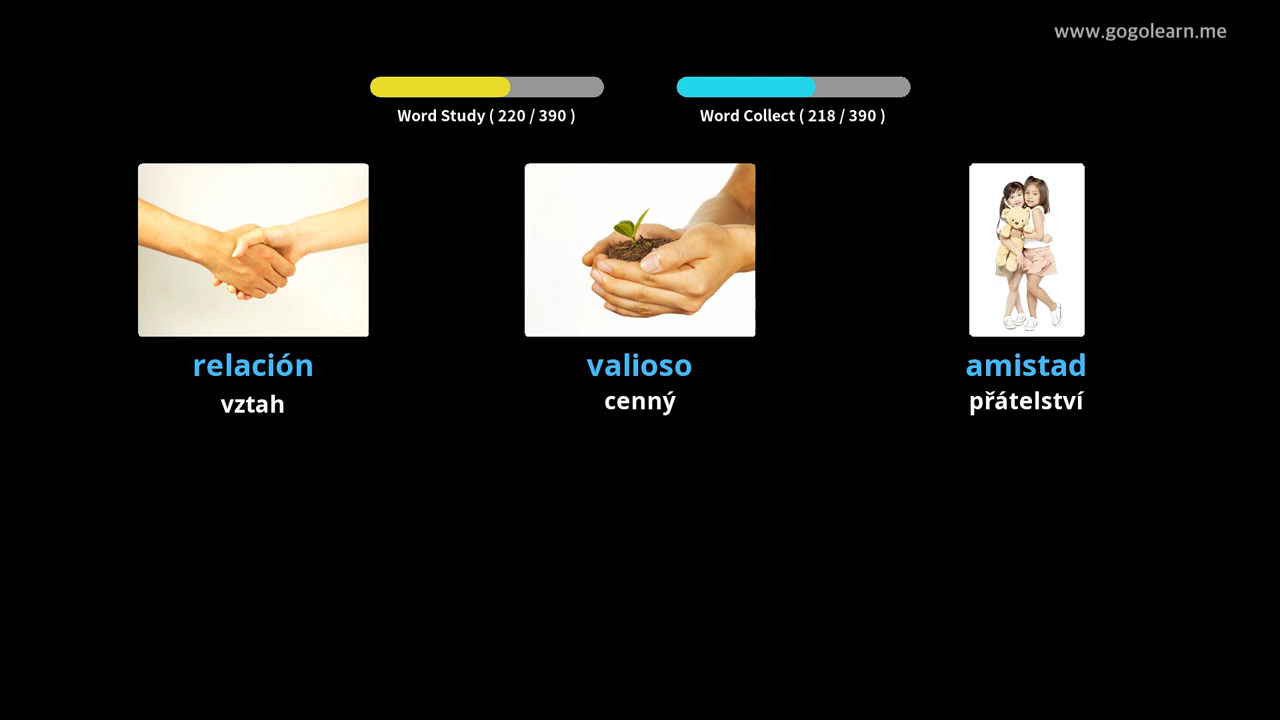 www.gogolearn.me
Word Study ( 220 / 390 )
Word Collect ( 218 / 390 )
relación
vztah
valioso
cenný
amistad
přátelství